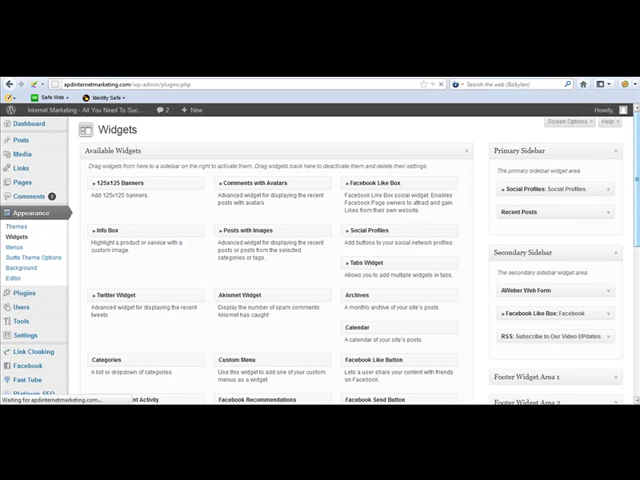 apdinternetmarketing.com/wp-admin/plugins.php
Search the web (Babylon)
Safe Web
Identity Safe
Internet Marketing - All You Need To Suc...
2
New
Howdy,
Dashboard
Posts
Media
Links
Pages
Comments 2
Appearance
Themes
Widgets
Menus
Suffu Theme Options
Background
Editor
Plugins
Users
Tools
Settings
Link Cloaking
Facebook
Fast Tube
Platinum SEO
Screen Options
Help
Widgets
Available Widgets
Drag widgets from here to a sidebar on the right to activate them. Drag widgets back here to deactivate them and delete their settings.
» 125x125 Banners
Add 125x125 banners.
» Comments with Avatars
Advanced widget for displaying the recent
posts with avatars.
» Facebook Like Box
Facebook Like Box social widget. Enables
Facebook Page owners to attract and gain
Likes from their own website.
» Info Box
Highlight a product or service with a
custom image.
» Posts with Images
Advanced widget for displaying the recent
posts or posts from the selected
categories or tags.
» Social Profiles
Add buttons to your social network profiles.
» Tabs Widget
Allows you to add multiple widgets in tabs.
» Twitter Widget
Advanced widget for displaying the recent
tweets
Akismet Widget
Display the number of spam comments
Akismet has caught
Archives
A monthly archive of your site's posts
Calendar
A calendar of your site's posts
Categories
A list or dropdown of categories
Custom Menu
Use this widget to add one of your custom
menus as a widget.
Facebook Like Button
Lets a user share your content with friends
on Facebook.
nt Activity
Facebook Recommendations
Facebook Send Button
Primary Sidebar
The primary sidebar widget area
» Social Profiles: Social Profiles
Recent Posts
Secondary Sidebar
The secondary sidebar widget area
AWeber Web Form
» Facebook Like Box: Facebook
RSS: Subscribe to Our Video UPdates
Footer Widget Area 1
Footer Widget Area 2
Waiting for apdinternetmarketing.com...